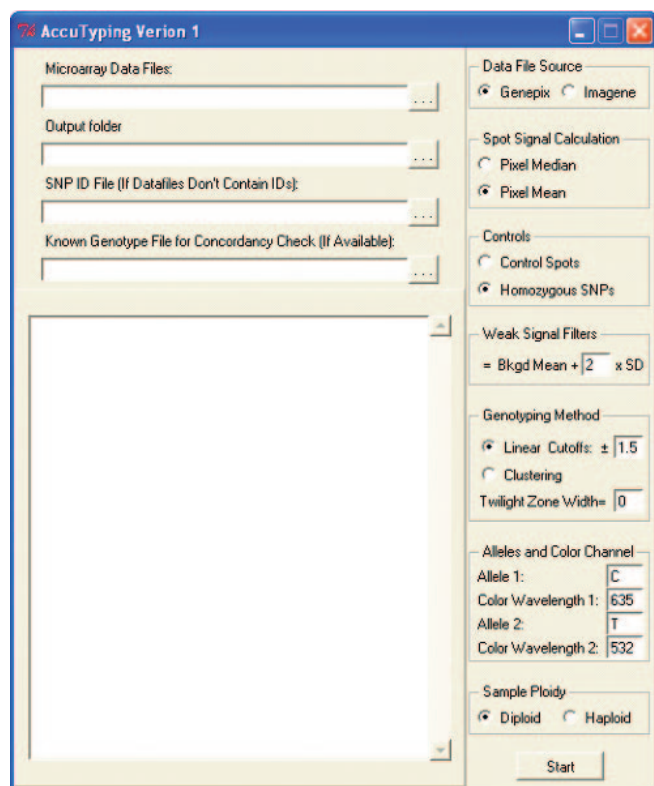 AccuTyping Verion 1
Microarray Data Files:
...
Output folder
...
SNP ID File (If Datafiles Don't Contain IDs):
...
Known Genotype File for Concordancy Check (If Available):
...
Data File Source
Genepix Imagene
Spot Signal Calculation
Pixel Median
Pixel Mean
Controls
Control Spots
Homozygous SNPs
Weak Signal Filters
= Bkgd Mean + 2 x SD
Genotyping Method
Linear Cutoffs: ± 1.5
Clustering
Twilight Zone Width= 0
Alleles and Color Channel
Allele 1: C
Color Wavelength 1: 635
Allele 2: T
Color Wavelength 2: 532
Sample Ploidy
Diploid Haploid
Start